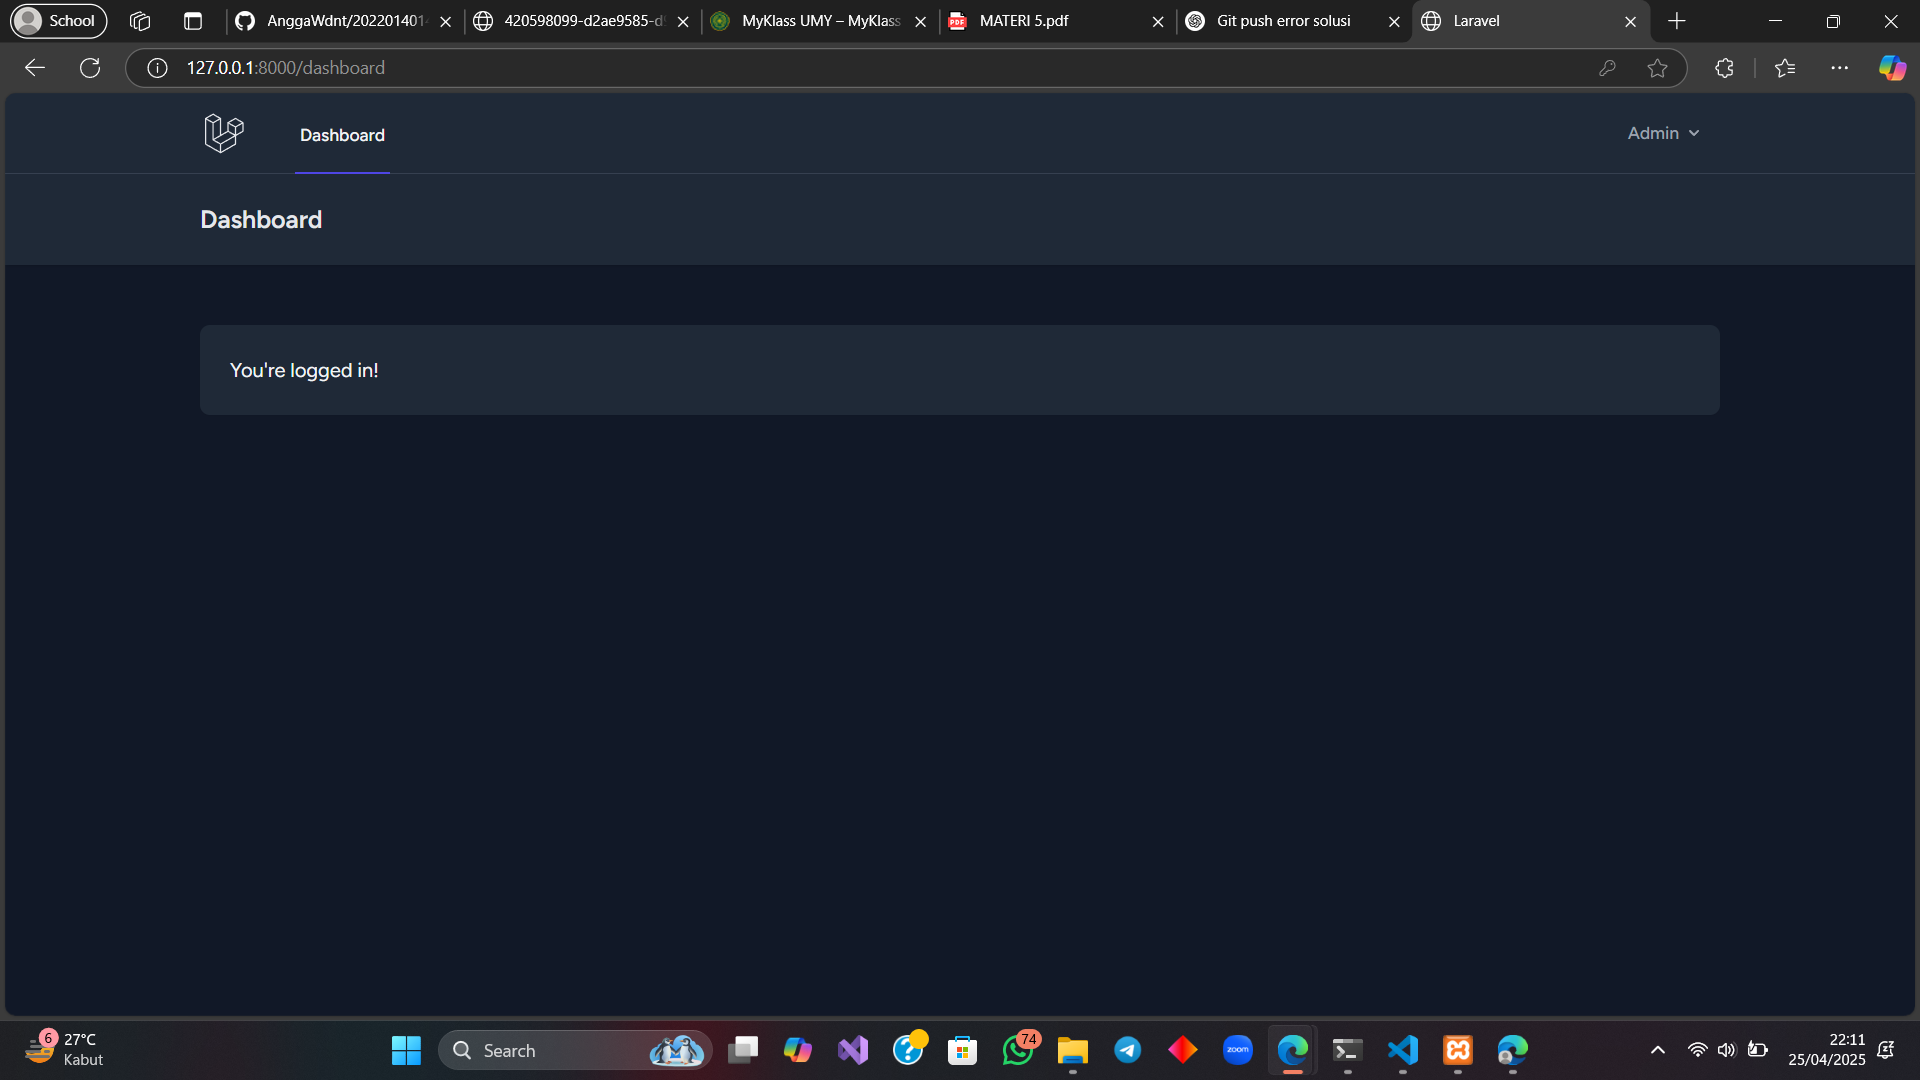 School
AnggaWdnt/202201401
420598099-d2ae9585-d
MyKlass UMY – MyKlass
MATERI 5.pdf
Git push error solusi
Laravel
127.0.0.1:8000/dashboard
Dashboard
Admin
Dashboard
You're logged in!
6
27°C
Kabut
Search
74
zoom
22:11
25/04/2025